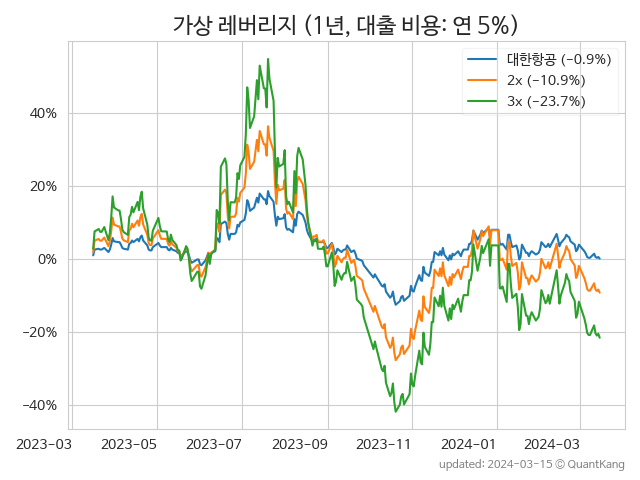 가상 레버리지 (1년, 대출 비용: 연 5%)
대한항공 (−0.9%)
2x (−10.9%)
3x (−23.7%)
40%
20%
0%
−20%
−40%
2023-03 2023-05 2023-07 2023-09 2023-11 2024-01 2024-03
updated: 2024-03-15 © QuantKang